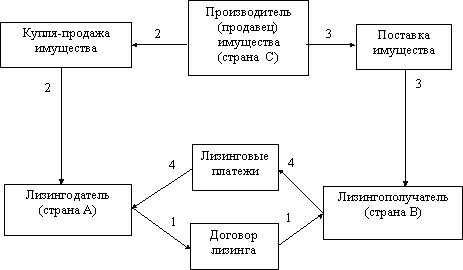 Производитель
(продавец)
имущества
(страна С)
Купля-продажа
имущества
2
3
Поставка
имущества
2
3
Лизинговые
платежи
4
4
Лизингодатель
(страна А)
Лизингополучатель
(страна В)
1
1
Договор
лизинга